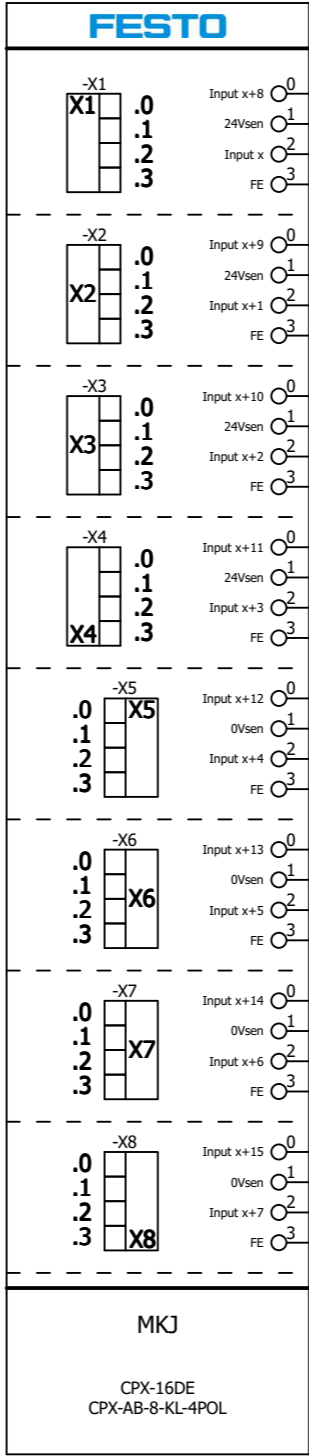 FESTO
-X1
X1
.0
.1
.2
.3
Input x+8 0
24Vsen 1
Input x 2
FE 3
-X2
X2
.0
.1
.2
.3
Input x+9 0
24Vsen 1
Input x+1 2
FE 3
-X3
X3
.0
.1
.2
.3
Input x+10 0
24Vsen 1
Input x+2 2
FE 3
-X4
X4
.0
.1
.2
.3
Input x+11 0
24Vsen 1
Input x+3 2
FE 3
-X5
X5
.0
.1
.2
.3
Input x+12 0
0Vsen 1
Input x+4 2
FE 3
-X6
X6
.0
.1
.2
.3
Input x+13 0
0Vsen 1
Input x+5 2
FE 3
-X7
X7
.0
.1
.2
.3
Input x+14 0
0Vsen 1
Input x+6 2
FE 3
-X8
X8
.0
.1
.2
.3
Input x+15 0
0Vsen 1
Input x+7 2
FE 3
MKJ
CPX-16DE
CPX-AB-8-KL-4POL